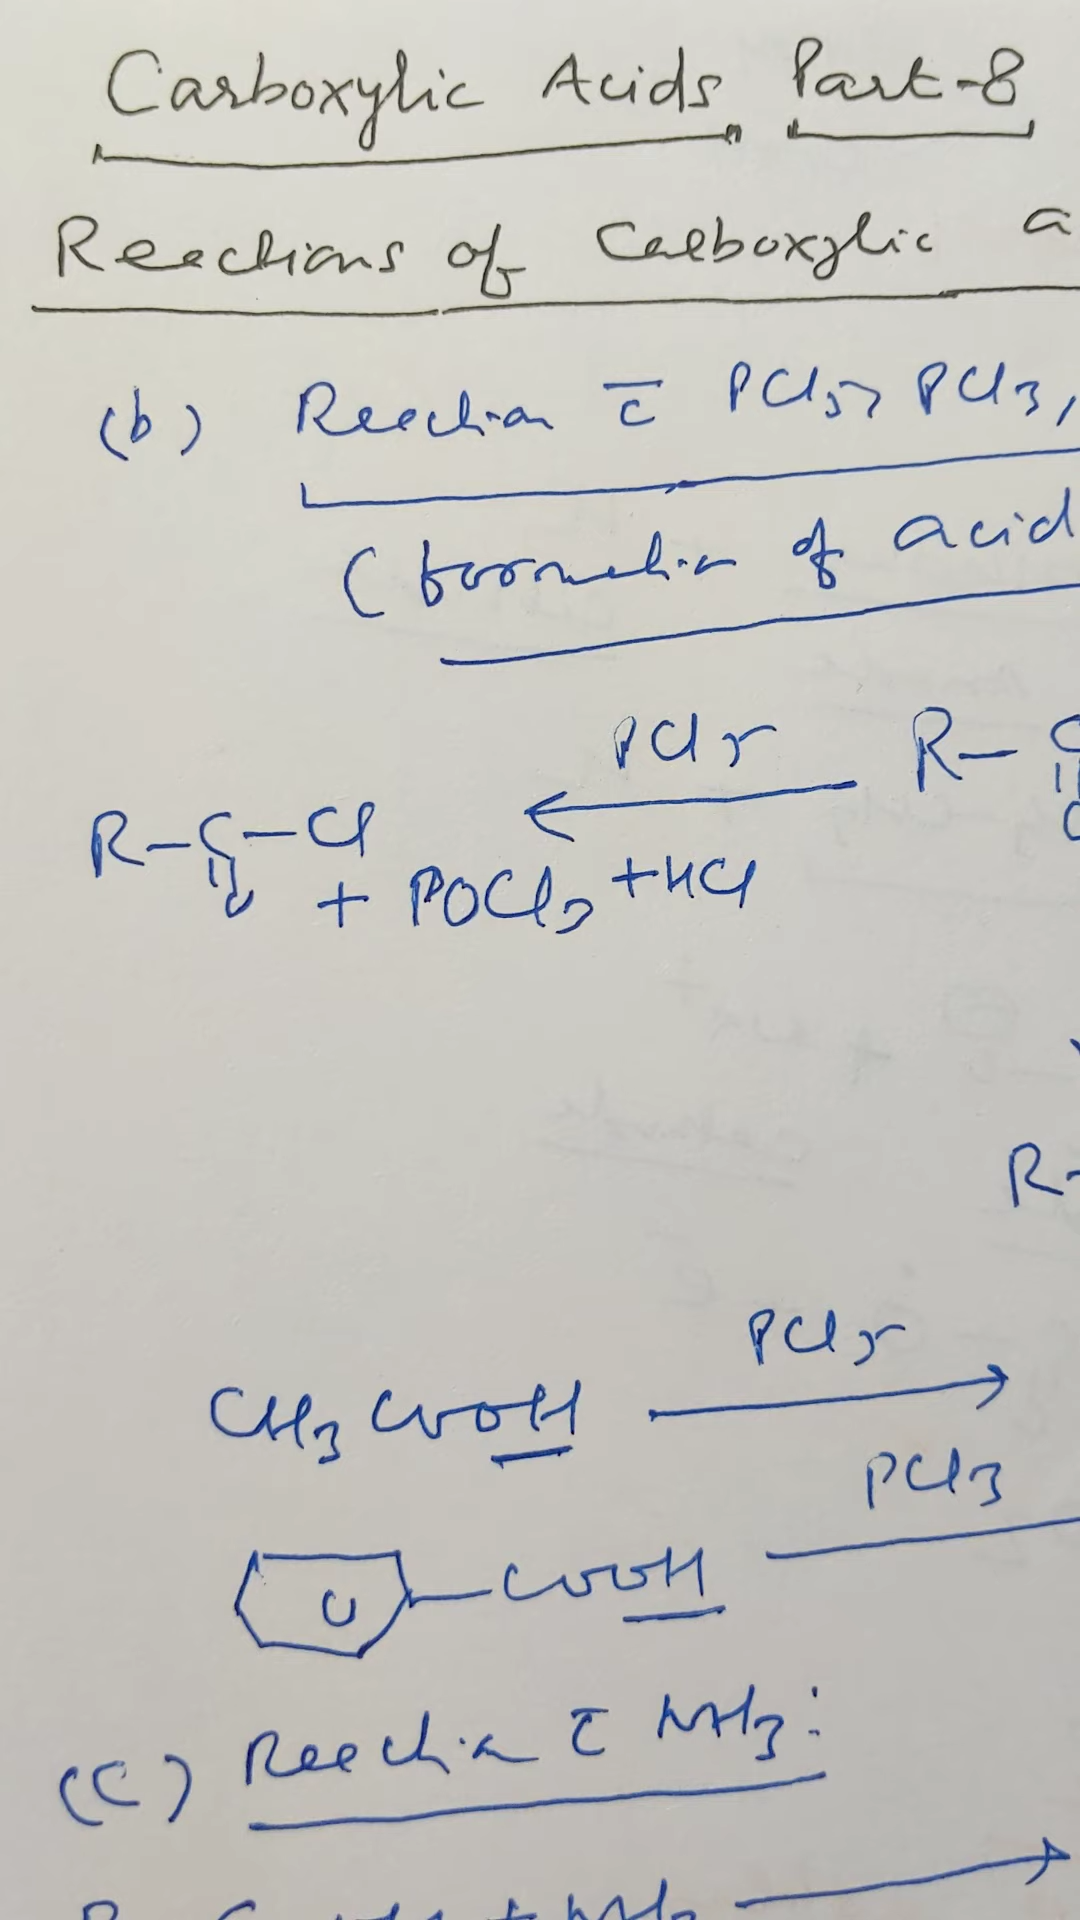 Carboxylic Acids Part-8
Reactions of Carboxylic a
(b) Reaction c̄ PCl5, PCl3,
(formation of acid
PCl5
R-C
R-C-Cl
O
+ POCl3 + HCl
R-
PCl5
CH3COOH
PCl3
-COOH
(c) Reaction c̄ NH3:
+ NH3